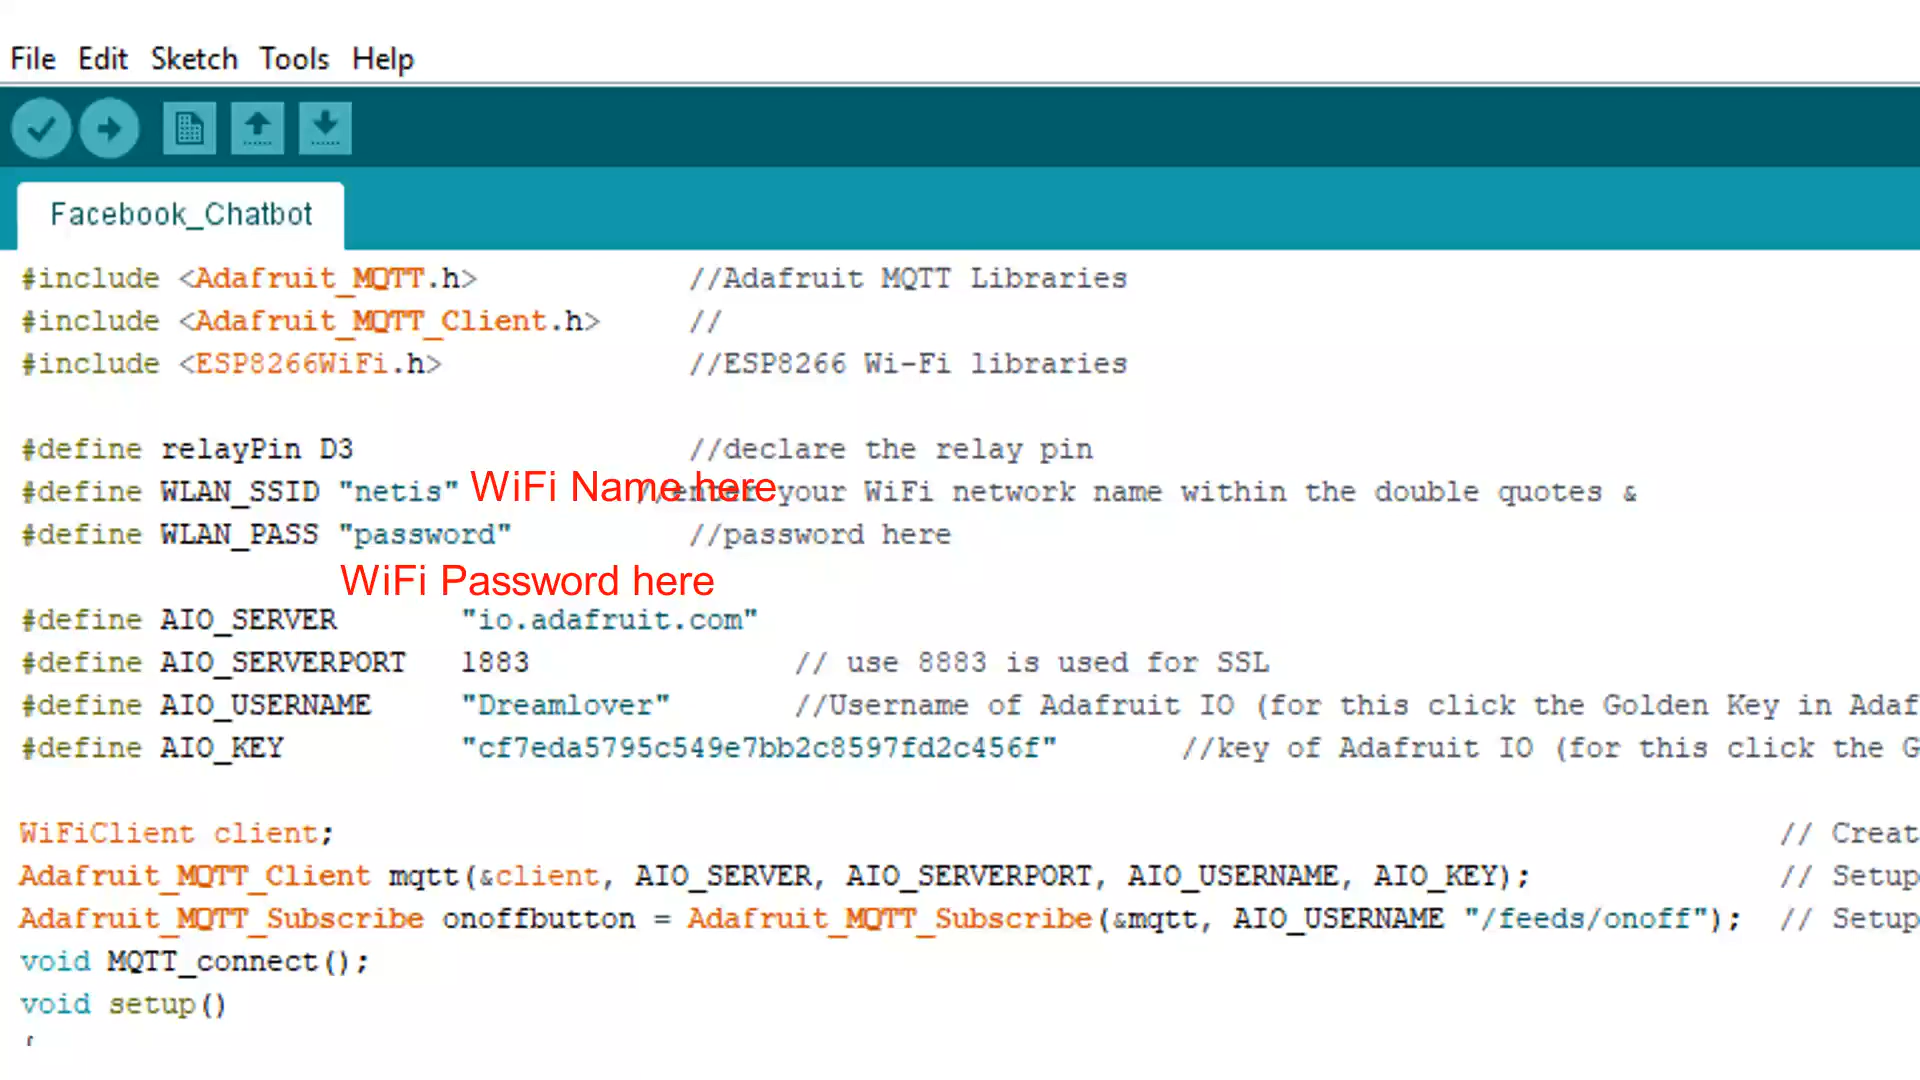 File Edit Sketch Tools Help
Facebook_Chatbot
#include <Adafruit_MQTT.h> //Adafruit MQTT Libraries
#include <Adafruit_MQTT_Client.h> //
#include <ESP8266WiFi.h> //ESP8266 Wi-Fi libraries
#define relayPin D3 //declare the relay pin
#define WLAN_SSID "netis" WiFi Name here //enter your WiFi network name within the double quotes &
#define WLAN_PASS "password" //password here
WiFi Password here
#define AIO_SERVER "io.adafruit.com"
#define AIO_SERVERPORT 1883 // use 8883 is used for SSL
#define AIO_USERNAME "Dreamlover" //Username of Adafruit IO (for this click the Golden Key in Adaf
#define AIO_KEY "cf7eda5795c549e7bb2c8597fd2c456f" //key of Adafruit IO (for this click the G
WiFiClient client; // Creat
Adafruit_MQTT_Client mqtt(&client, AIO_SERVER, AIO_SERVERPORT, AIO_USERNAME, AIO_KEY); // Setup
Adafruit_MQTT_Subscribe onoffbutton = Adafruit_MQTT_Subscribe(&mqtt, AIO_USERNAME "/feeds/onoff"); // Setup
void MQTT_connect();
void setup()
{